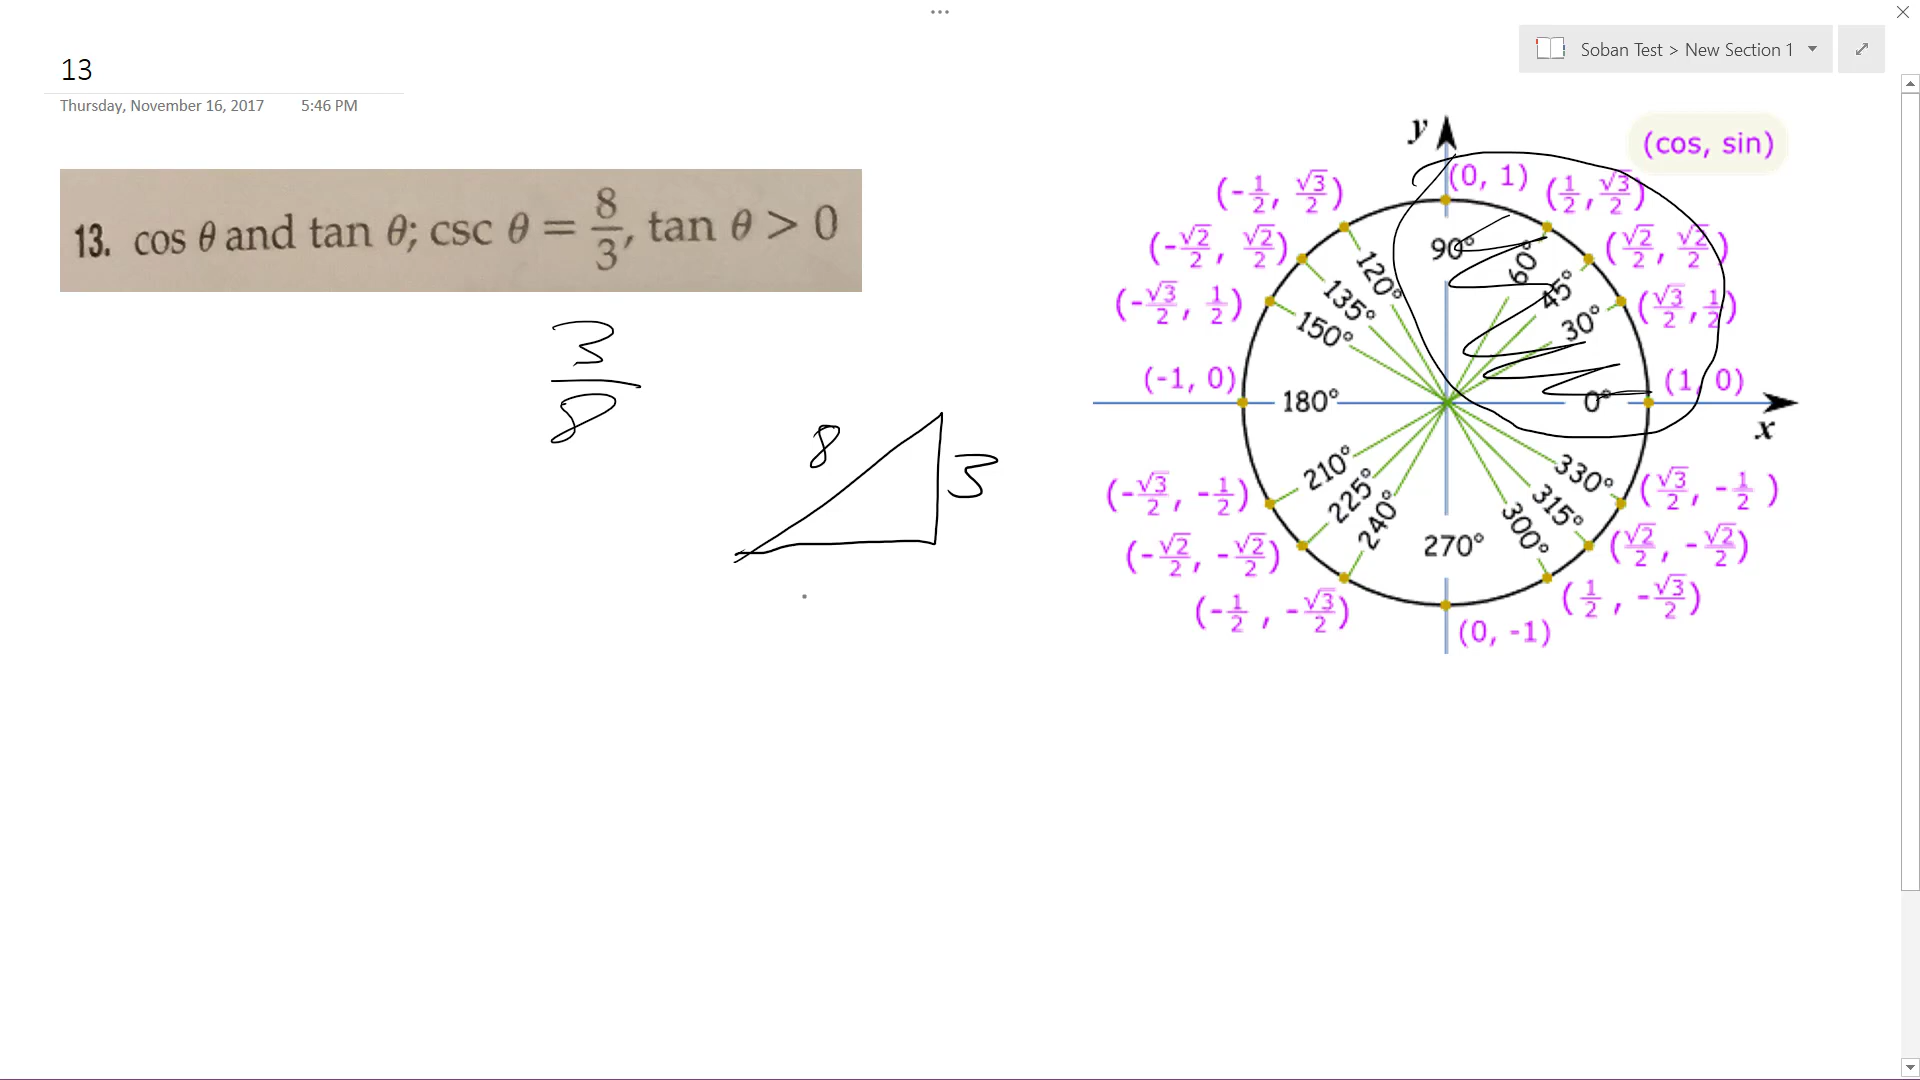 Soban Test > New Section 1
13
Thursday, November 16, 2017 5:46 PM
13. cos θ and tan θ; csc θ = 8/3, tan θ > 0
3/8
8
3
y
(cos, sin)
(0, 1)
(-1/2, √3/2) (1/2, √3/2)
(-√2/2, √2/2) (√2/2, √2/2)
(-√3/2, 1/2) (√3/2, 1/2)
120° 90° 60°
135° 45°
150° 30°
(-1, 0) 180° 0° (1, 0)
x
210° 330°
225° 315°
240° 270° 300°
(-√3/2, -1/2) (√3/2, -1/2)
(-√2/2, -√2/2) (√2/2, -√2/2)
(-1/2, -√3/2) (1/2, -√3/2)
(0, -1)